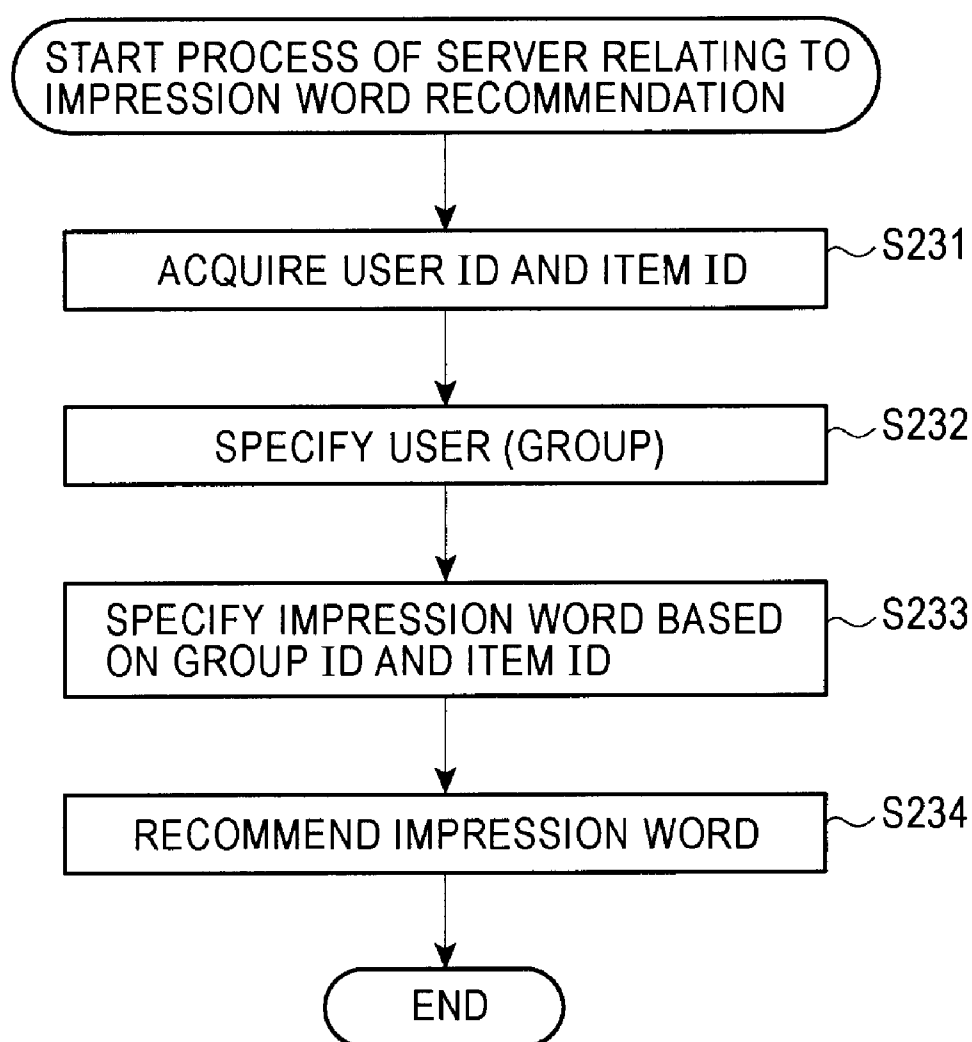 START PROCESS OF SERVER RELATING TO
IMPRESSION WORD RECOMMENDATION
ACQUIRE USER ID AND ITEM ID
S231
SPECIFY USER (GROUP)
S232
SPECIFY IMPRESSION WORD BASED
ON GROUP ID AND ITEM ID
S233
RECOMMEND IMPRESSION WORD
S234
END